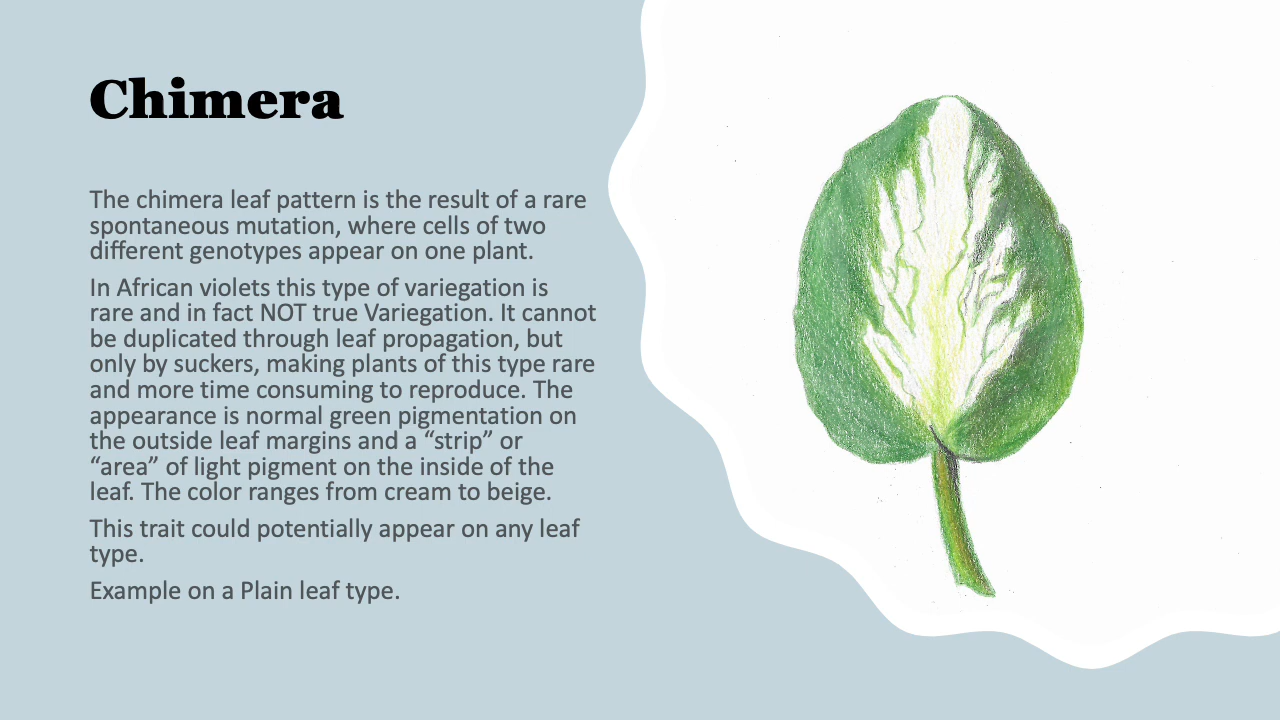 Chimera
The chimera leaf pattern is the result of a rare
spontaneous mutation, where cells of two
different genotypes appear on one plant.
In African violets this type of variegation is
rare and in fact NOT true Variegation. It cannot
be duplicated through leaf propagation, but
only by suckers, making plants of this type rare
and more time consuming to reproduce. The
appearance is normal green pigmentation on
the outside leaf margins and a “strip” or
“area” of light pigment on the inside of the
leaf. The color ranges from cream to beige.
This trait could potentially appear on any leaf
type.
Example on a Plain leaf type.